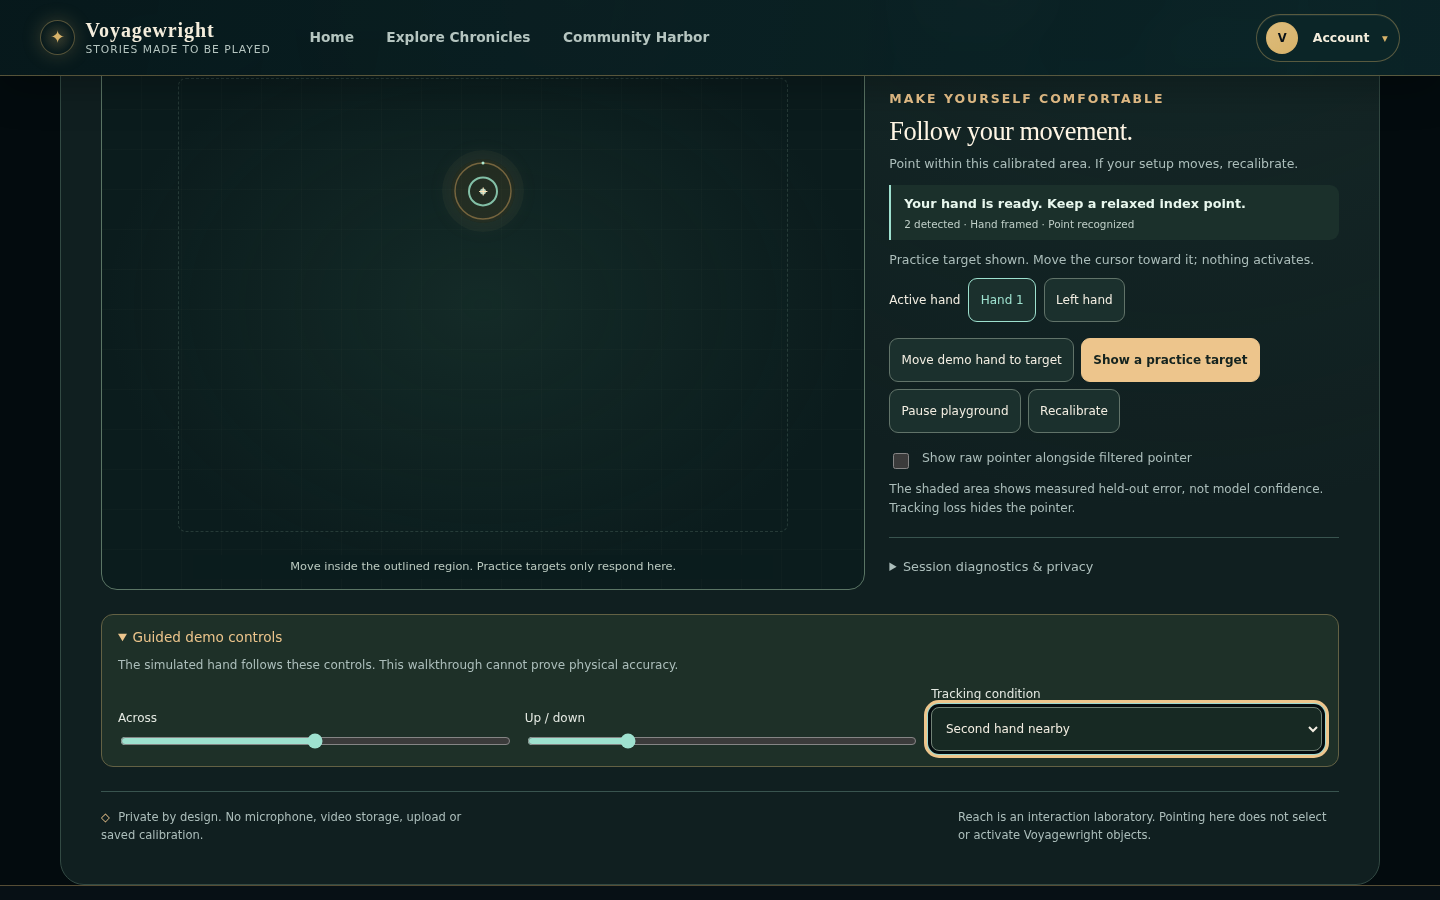 Voyagewright
STORIES MADE TO BE PLAYED
Home
Explore Chronicles
Community Harbor
V
Account
MAKE YOURSELF COMFORTABLE
Follow your movement.
Point within this calibrated area. If your setup moves, recalibrate.
Your hand is ready. Keep a relaxed index point.
2 detected · Hand framed · Point recognized
Practice target shown. Move the cursor toward it; nothing activates.
Active hand
Hand 1
Left hand
Move demo hand to target
Show a practice target
Pause playground
Recalibrate
Show raw pointer alongside filtered pointer
The shaded area shows measured held-out error, not model confidence.
Tracking loss hides the pointer.
Session diagnostics & privacy
Move inside the outlined region. Practice targets only respond here.
Guided demo controls
The simulated hand follows these controls. This walkthrough cannot prove physical accuracy.
Across
Up / down
Tracking condition
Second hand nearby
Private by design. No microphone, video storage, upload or
saved calibration.
Reach is an interaction laboratory. Pointing here does not select
or activate Voyagewright objects.